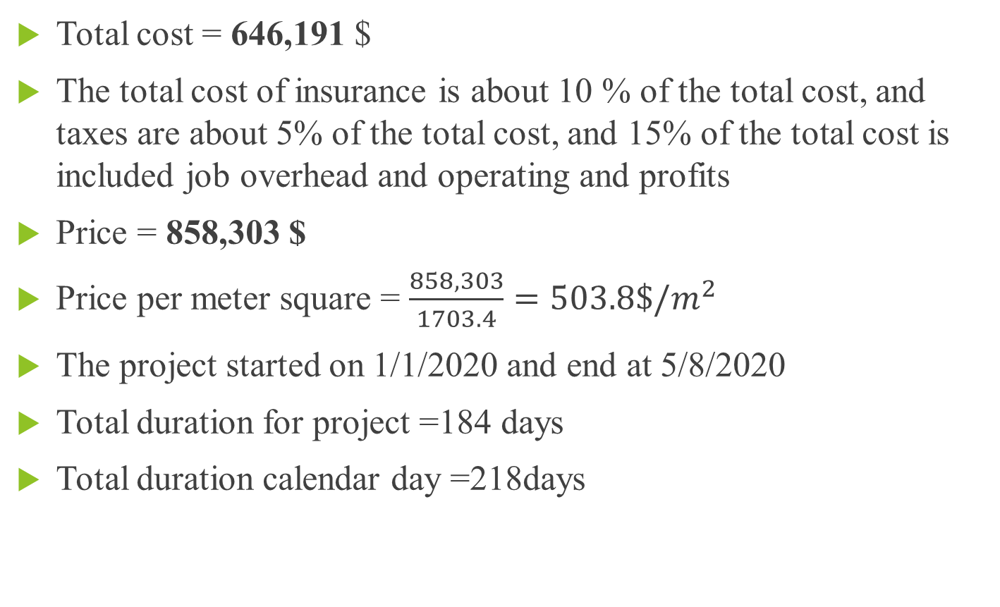 Total cost = 646,191 $
The total cost of insurance is about 10 % of the total cost, and
taxes are about 5% of the total cost, and 15% of the total cost is
included job overhead and operating and profits
Price = 858,303 $
Price per meter square = 858,303/1703.4 = 503.8$/m²
The project started on 1/1/2020 and end at 5/8/2020
Total duration for project =184 days
Total duration calendar day =218days